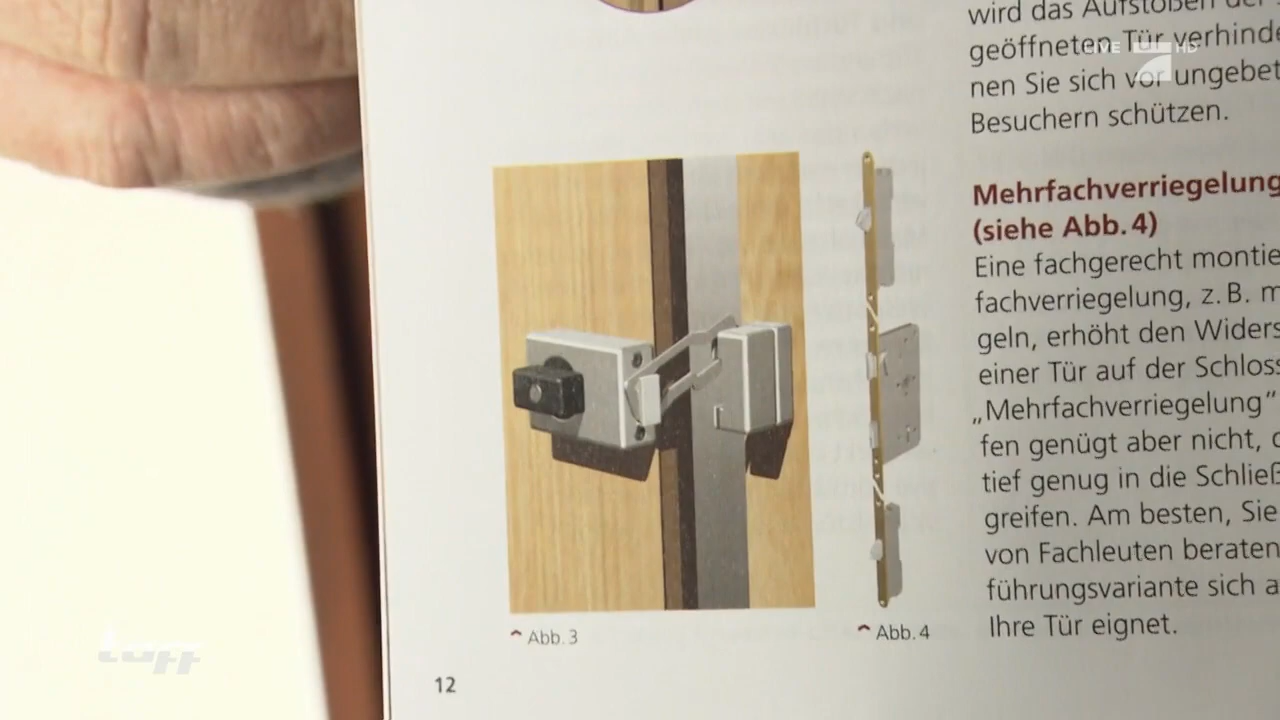 wird das Aufstoßen der
geöffneten Tür verhinde
nen Sie sich vor ungebet
Besuchern schützen.
Mehrfachverriegelung
(siehe Abb. 4)
Eine fachgerecht montie
fachverriegelung, z. B. m
geln, erhöht den Widers
einer Tür auf der Schloss
„Mehrfachverriegelung“
fen genügt aber nicht, d
tief genug in die Schließ
greifen. Am besten, Sie
von Fachleuten beraten
führungsvariante sich a
Ihre Tür eignet.
Abb. 3
Abb. 4
12
LIVE
HD
taff